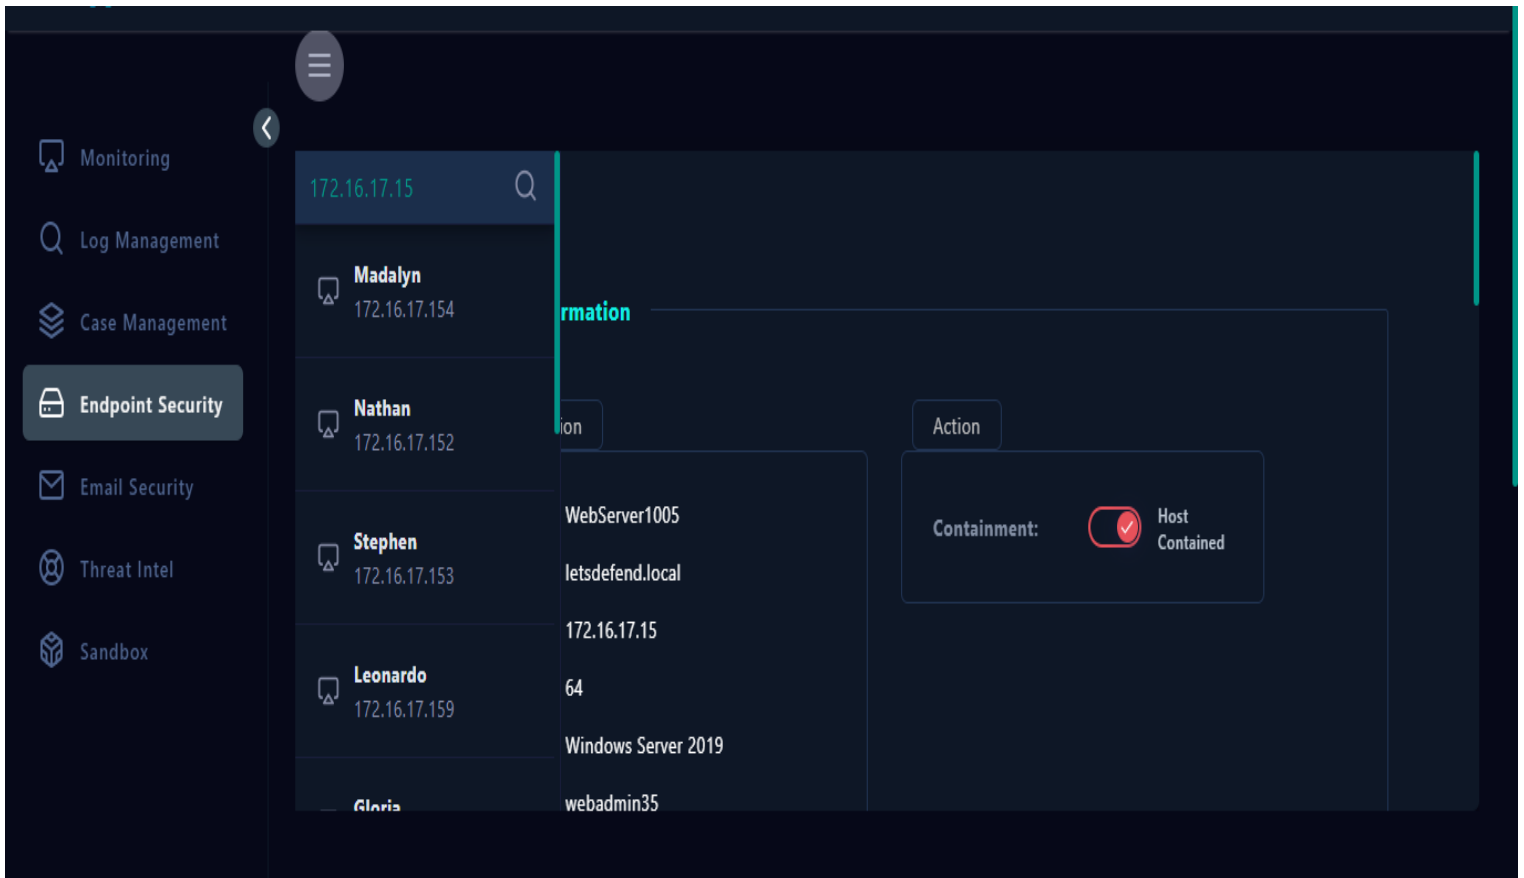 Monitoring
Log Management
Case Management
Endpoint Security
Email Security
Threat Intel
Sandbox
172.16.17.15
Madalyn
172.16.17.154
Nathan
172.16.17.152
Stephen
172.16.17.153
Leonardo
172.16.17.159
Gloria
rmation
ion
WebServer1005
letsdefend.local
172.16.17.15
64
Windows Server 2019
webadmin35
Action
Containment:
Host
Contained